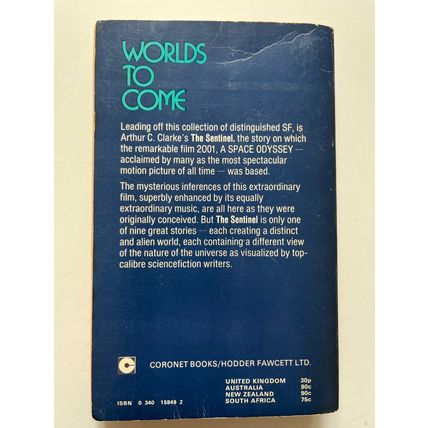 WORLDS
TO
COME
Leading off this collection of distinguished SF, is
Arthur C. Clarke's The Sentinel, the story on which
the remarkable film 2001, A SPACE ODYSSEY —
acclaimed by many as the most spectacular
motion picture of all time — was based.
The mysterious inferences of this extraordinary
film, superbly enhanced by its equally
extraordinary music, are all here as they were
originally conceived. But The Sentinel is only one
of nine great stories — each creating a distinct
and alien world, each containing a different view
of the nature of the universe as visualized by top-
calibre sciencefiction writers.
CORONET BOOKS/HODDER FAWCETT LTD.
UNITED KINGDOM 30p
AUSTRALIA 90c
NEW ZEALAND 90c
SOUTH AFRICA 75c
ISBN 0 340 15849 2